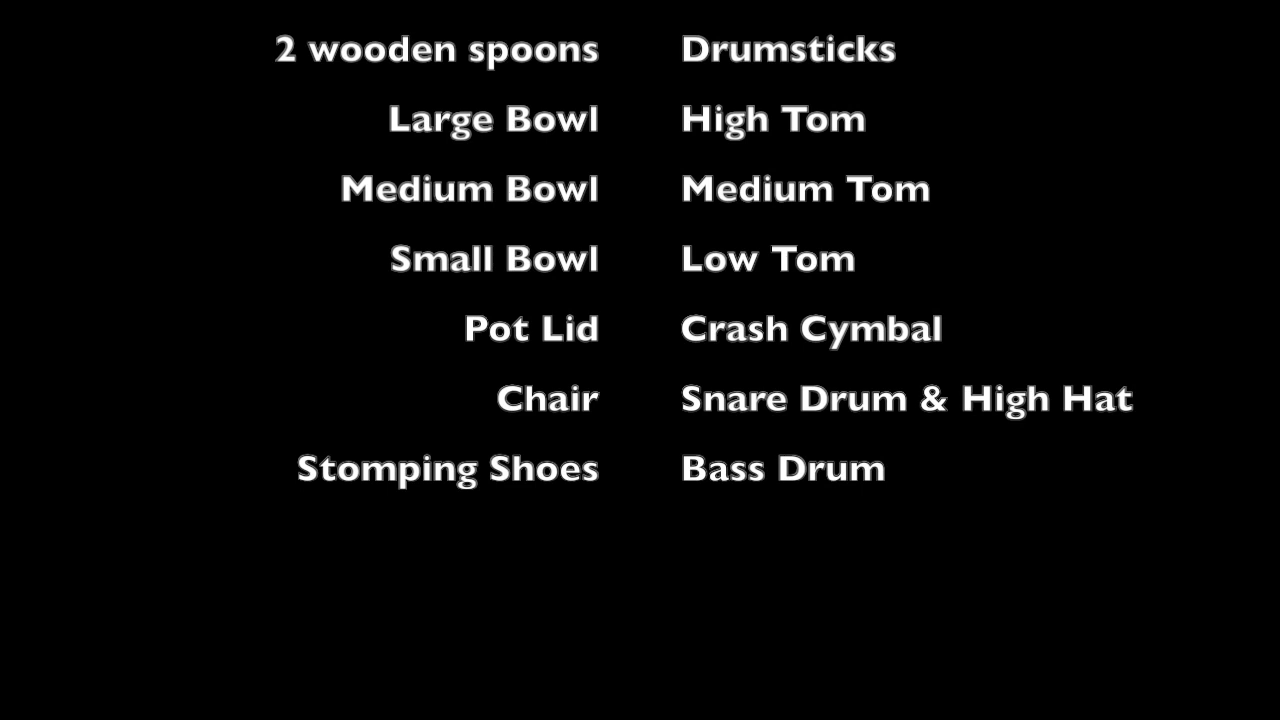 2 wooden spoons Drumsticks
Large Bowl High Tom
Medium Bowl Medium Tom
Small Bowl Low Tom
Pot Lid Crash Cymbal
Chair Snare Drum & High Hat
Stomping Shoes Bass Drum